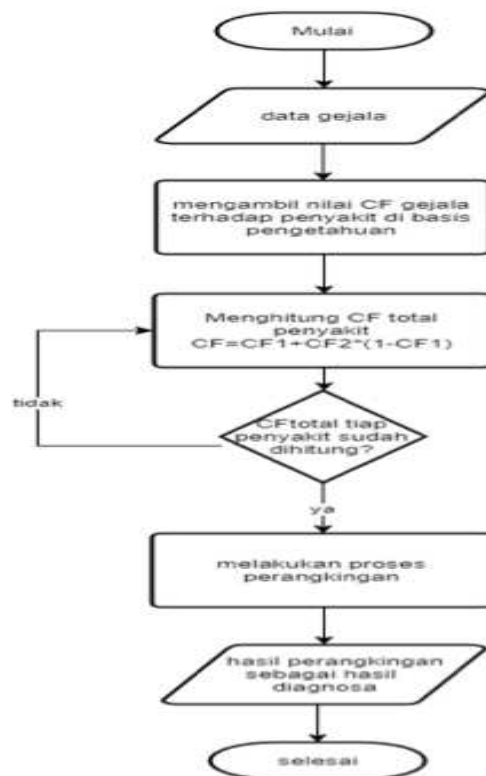 Mulai
data gejala
mengambil nilai CF gejala
terhadap penyakit di basis
pengetahuan
Menghitung CF total
penyakit
CF=CF1+CF2*(1-CF1)
tidak
CFtotal tiap
penyakit sudah
dihitung?
ya
melakukan proses
perangkingan
hasil perangkingan
sebagai hasil
diagnosa
selesai